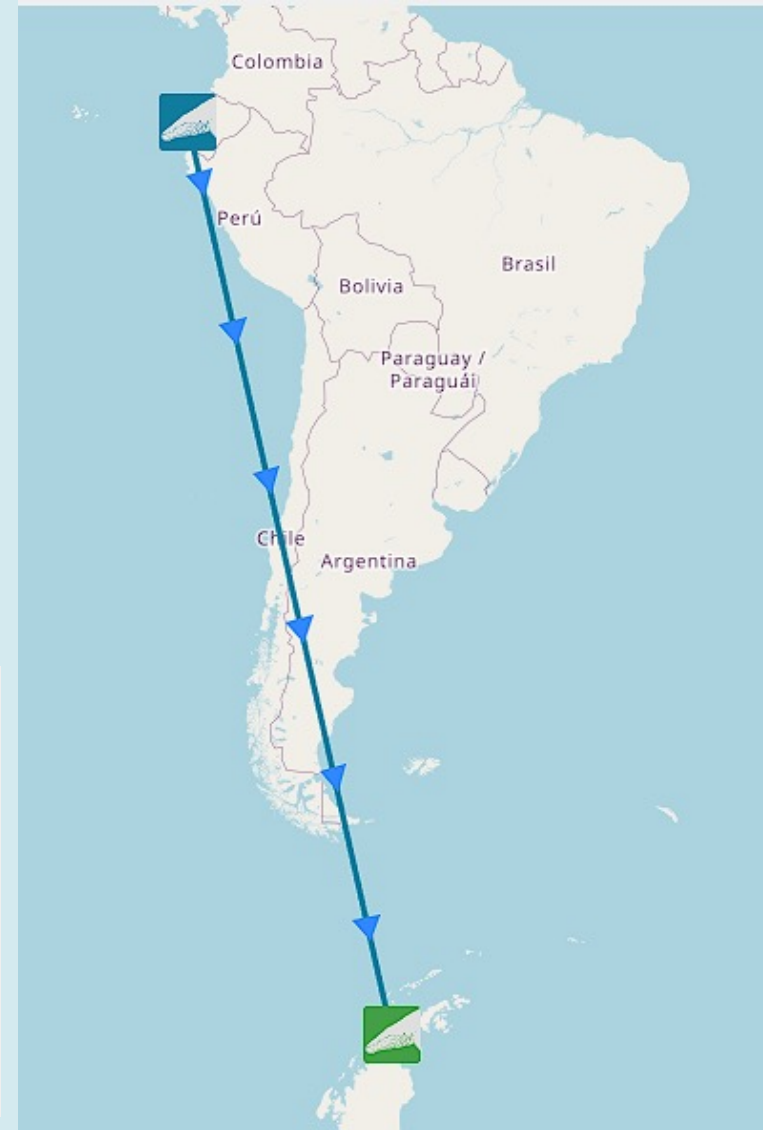 Colombia
Perú
Brasil
Bolivia
Paraguay /
Paraguái
Chile
Argentina